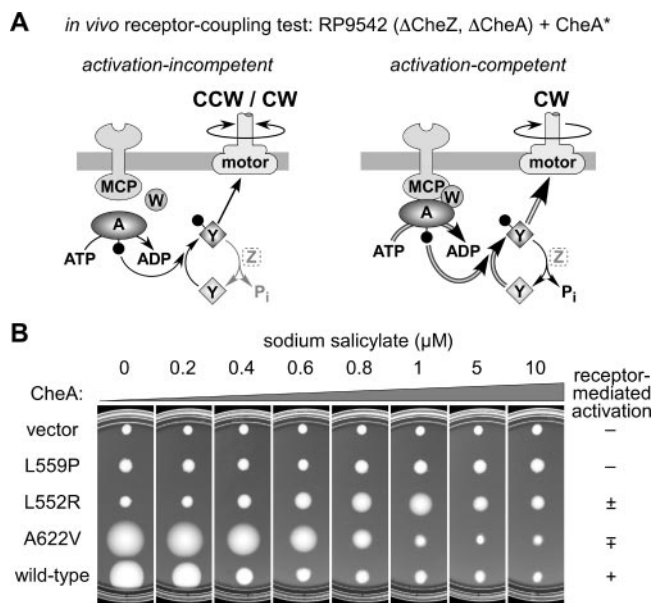 A
in vivo receptor-coupling test: RP9542 (ΔCheZ, ΔCheA) + CheA*
activation-incompetent
activation-competent
CCW / CW
CW
motor
motor
MCP
W
MCP
W
A
A
Y
Y
ATP
ADP
Z
ATP
ADP
Z
Y
Pi
Y
Pi
B
sodium salicylate (µM)
0 0.2 0.4 0.6 0.8 1 5 10
receptor-
mediated
activation
CheA:
vector –
L559P –
L552R ±
A622V ∓
wild-type +